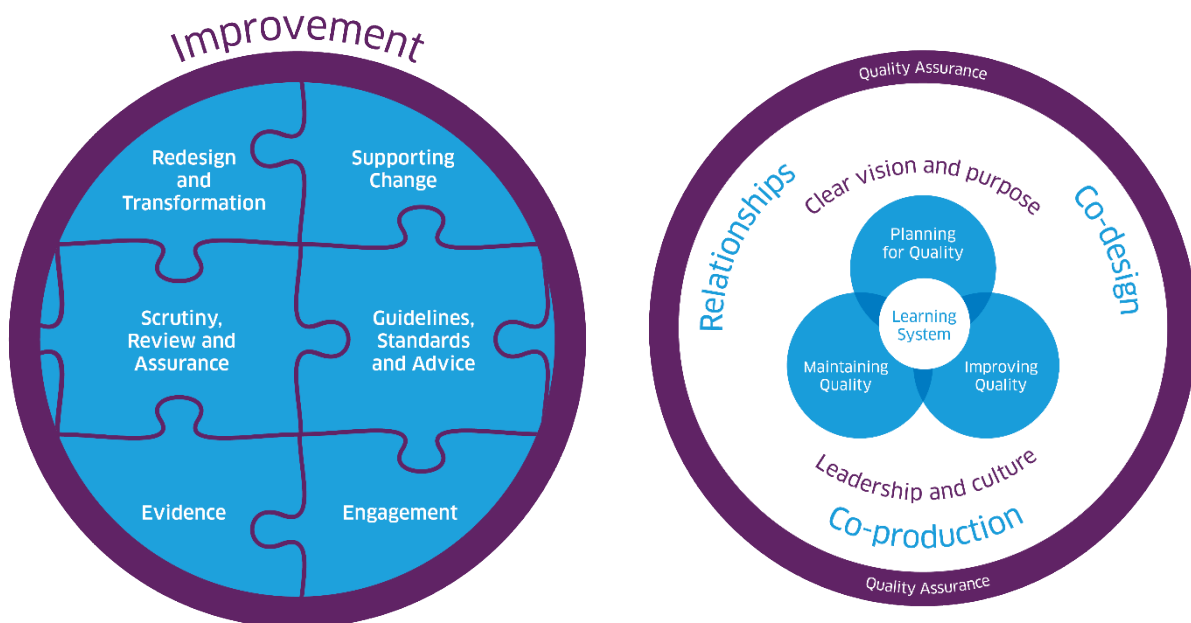 Improvement
Redesign
and
Transformation
Supporting
Change
Scrutiny,
Review and
Assurance
Guidelines,
Standards
and Advice
Evidence
Engagement
Quality Assurance
Relationships
Clear vision and purpose
Co-design
Planning
for Quality
Learning
System
Maintaining
Quality
Improving
Quality
Leadership and culture
Co-production
Quality Assurance